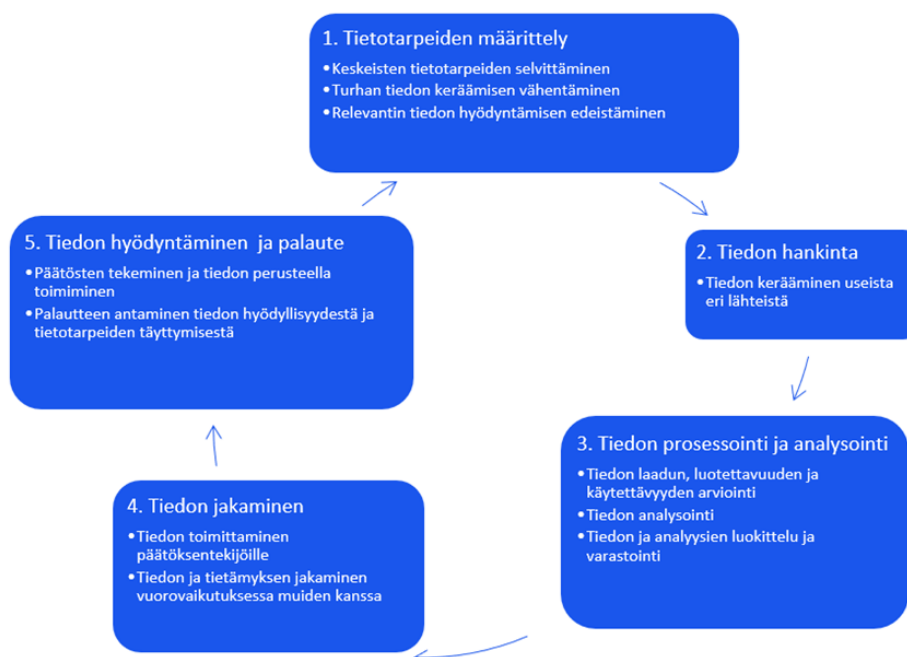 1. Tietotarpeiden määrittely
•Keskeisten tietotarpeiden selvittäminen
•Turhan tiedon keräämisen vähentäminen
•Relevantin tiedon hyödyntämisen edeistäminen
2. Tiedon hankinta
•Tiedon kerääminen useista
eri lähteistä
3. Tiedon prosessointi ja analysointi
•Tiedon laadun, luotettavuuden ja
käytettävyyden arviointi
•Tiedon analysointi
•Tiedon ja analyysien luokittelu ja
varastointi
4. Tiedon jakaminen
•Tiedon toimittaminen
päätöksentekijöille
•Tiedon ja tietämyksen jakaminen
vuorovaikutuksessa muiden kanssa
5. Tiedon hyödyntäminen ja palaute
•Päätösten tekeminen ja tiedon perusteella
toimiminen
•Palautteen antaminen tiedon hyödyllisyydestä ja
tietotarpeiden täyttymisestä